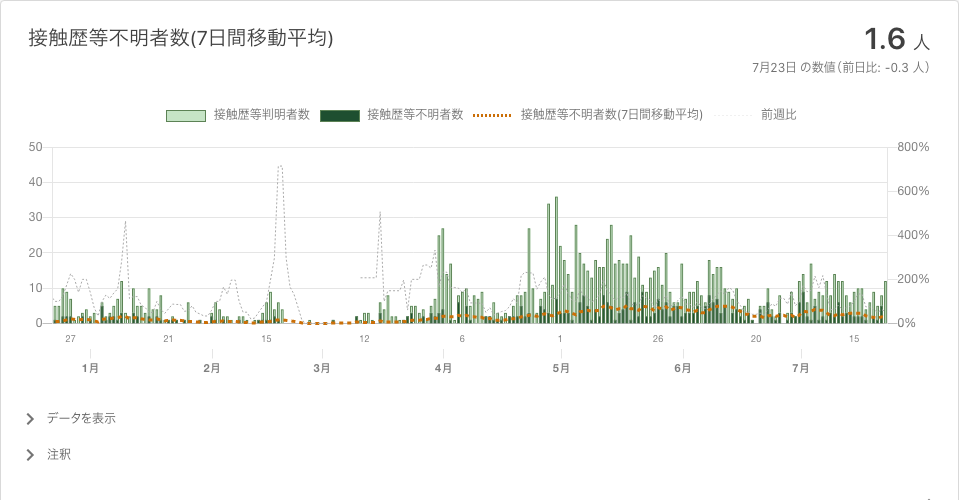 接触歴等不明者数(7日間移動平均)
1.6 人
7月23日 の数値（前日比: -0.3 人）
接触歴等判明者数 接触歴等不明者数 接触歴等不明者数(7日間移動平均) 前週比
50 800%
40 600%
30 400%
20 200%
10
0 0%
27 21 15 12 6 1 26 20 15
1月 2月 3月 4月 5月 6月 7月
データを表示
注釈